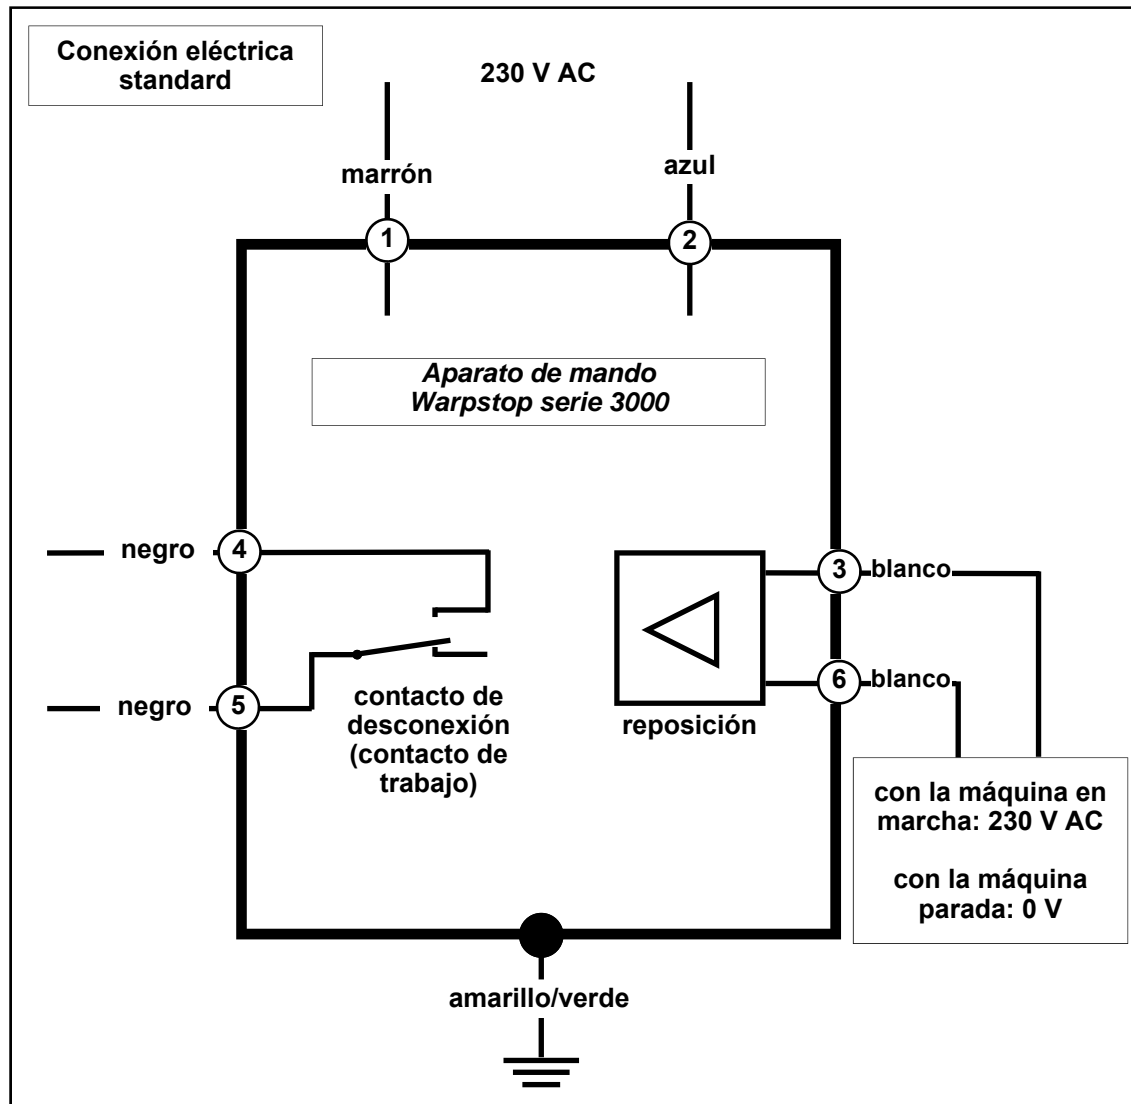 Conexión eléctrica
standard
230 V AC
marrón
azul
1
2
Aparato de mando
Warpstop serie 3000
negro
4
3
blanco
negro
5
6
blanco
contacto de
desconexión
(contacto de
trabajo)
reposición
con la máquina en
marcha: 230 V AC
con la máquina
parada: 0 V
amarillo/verde